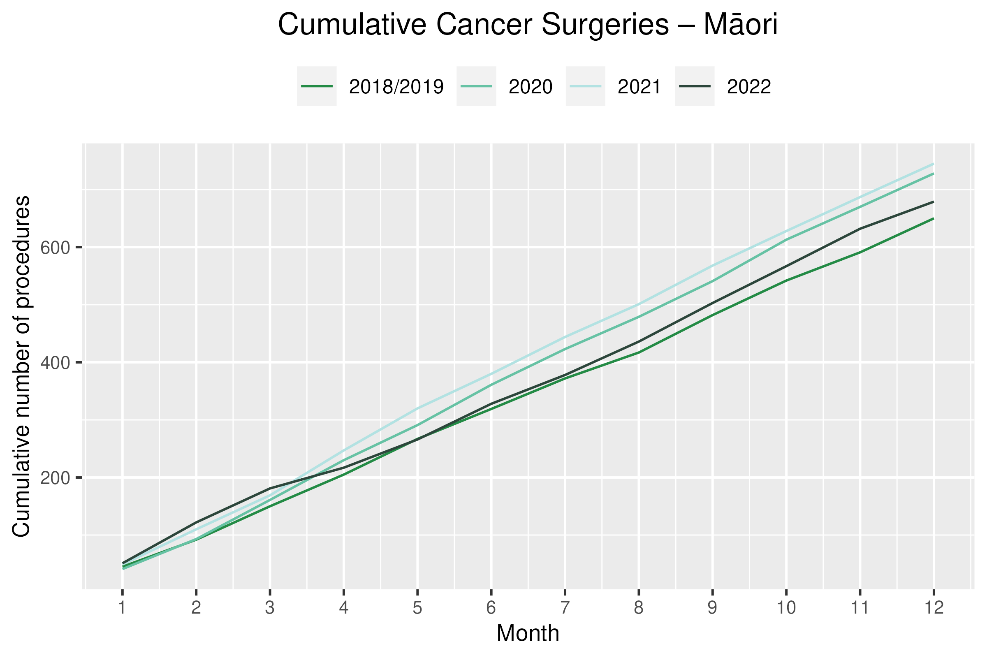 Cumulative Cancer Surgeries – Māori
2018/2019 2020 2021 2022
Cumulative number of procedures
600
400
200
1 2 3 4 5 6 7 8 9 10 11 12
Month